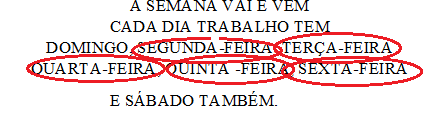 A SEMANA VAI E VEM
CADA DIA TRABALHO TEM
DOMINGO, SEGUNDA-FEIRA, TERÇA-FEIRA
QUARTA-FEIRA, QUINTA -FEIRA, SEXTA-FEIRA
E SÁBADO TAMBÉM.